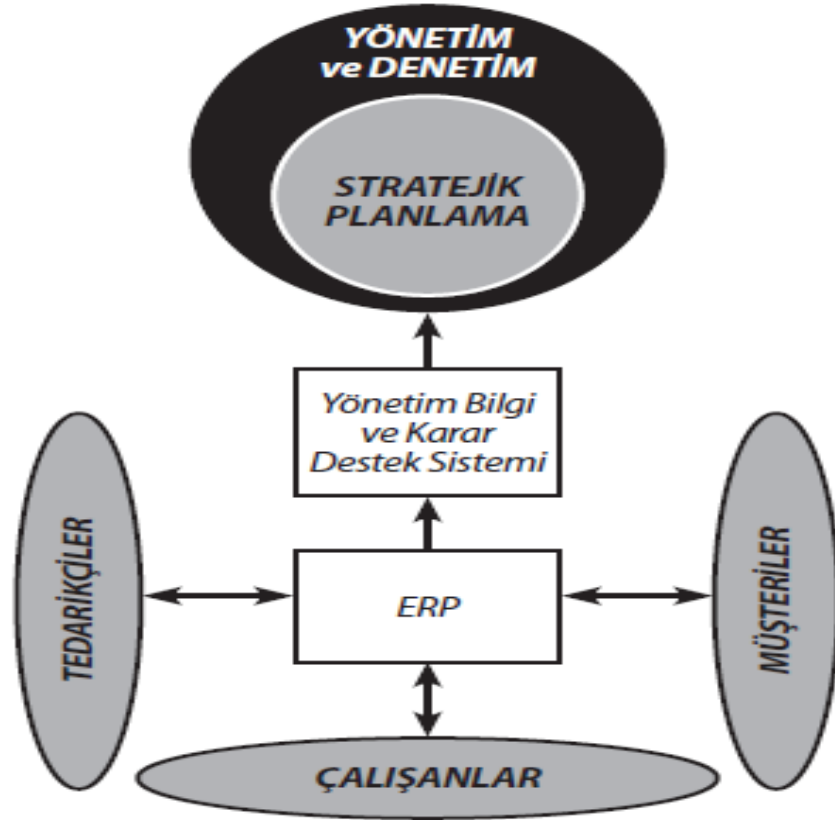 YÖNETİM
ve DENETİM
STRATEJİK
PLANLAMA
Yönetim Bilgi
ve Karar
Destek Sistemi
TEDARİKÇİLER
ERP
MÜŞTERİLER
ÇALIŞANLAR